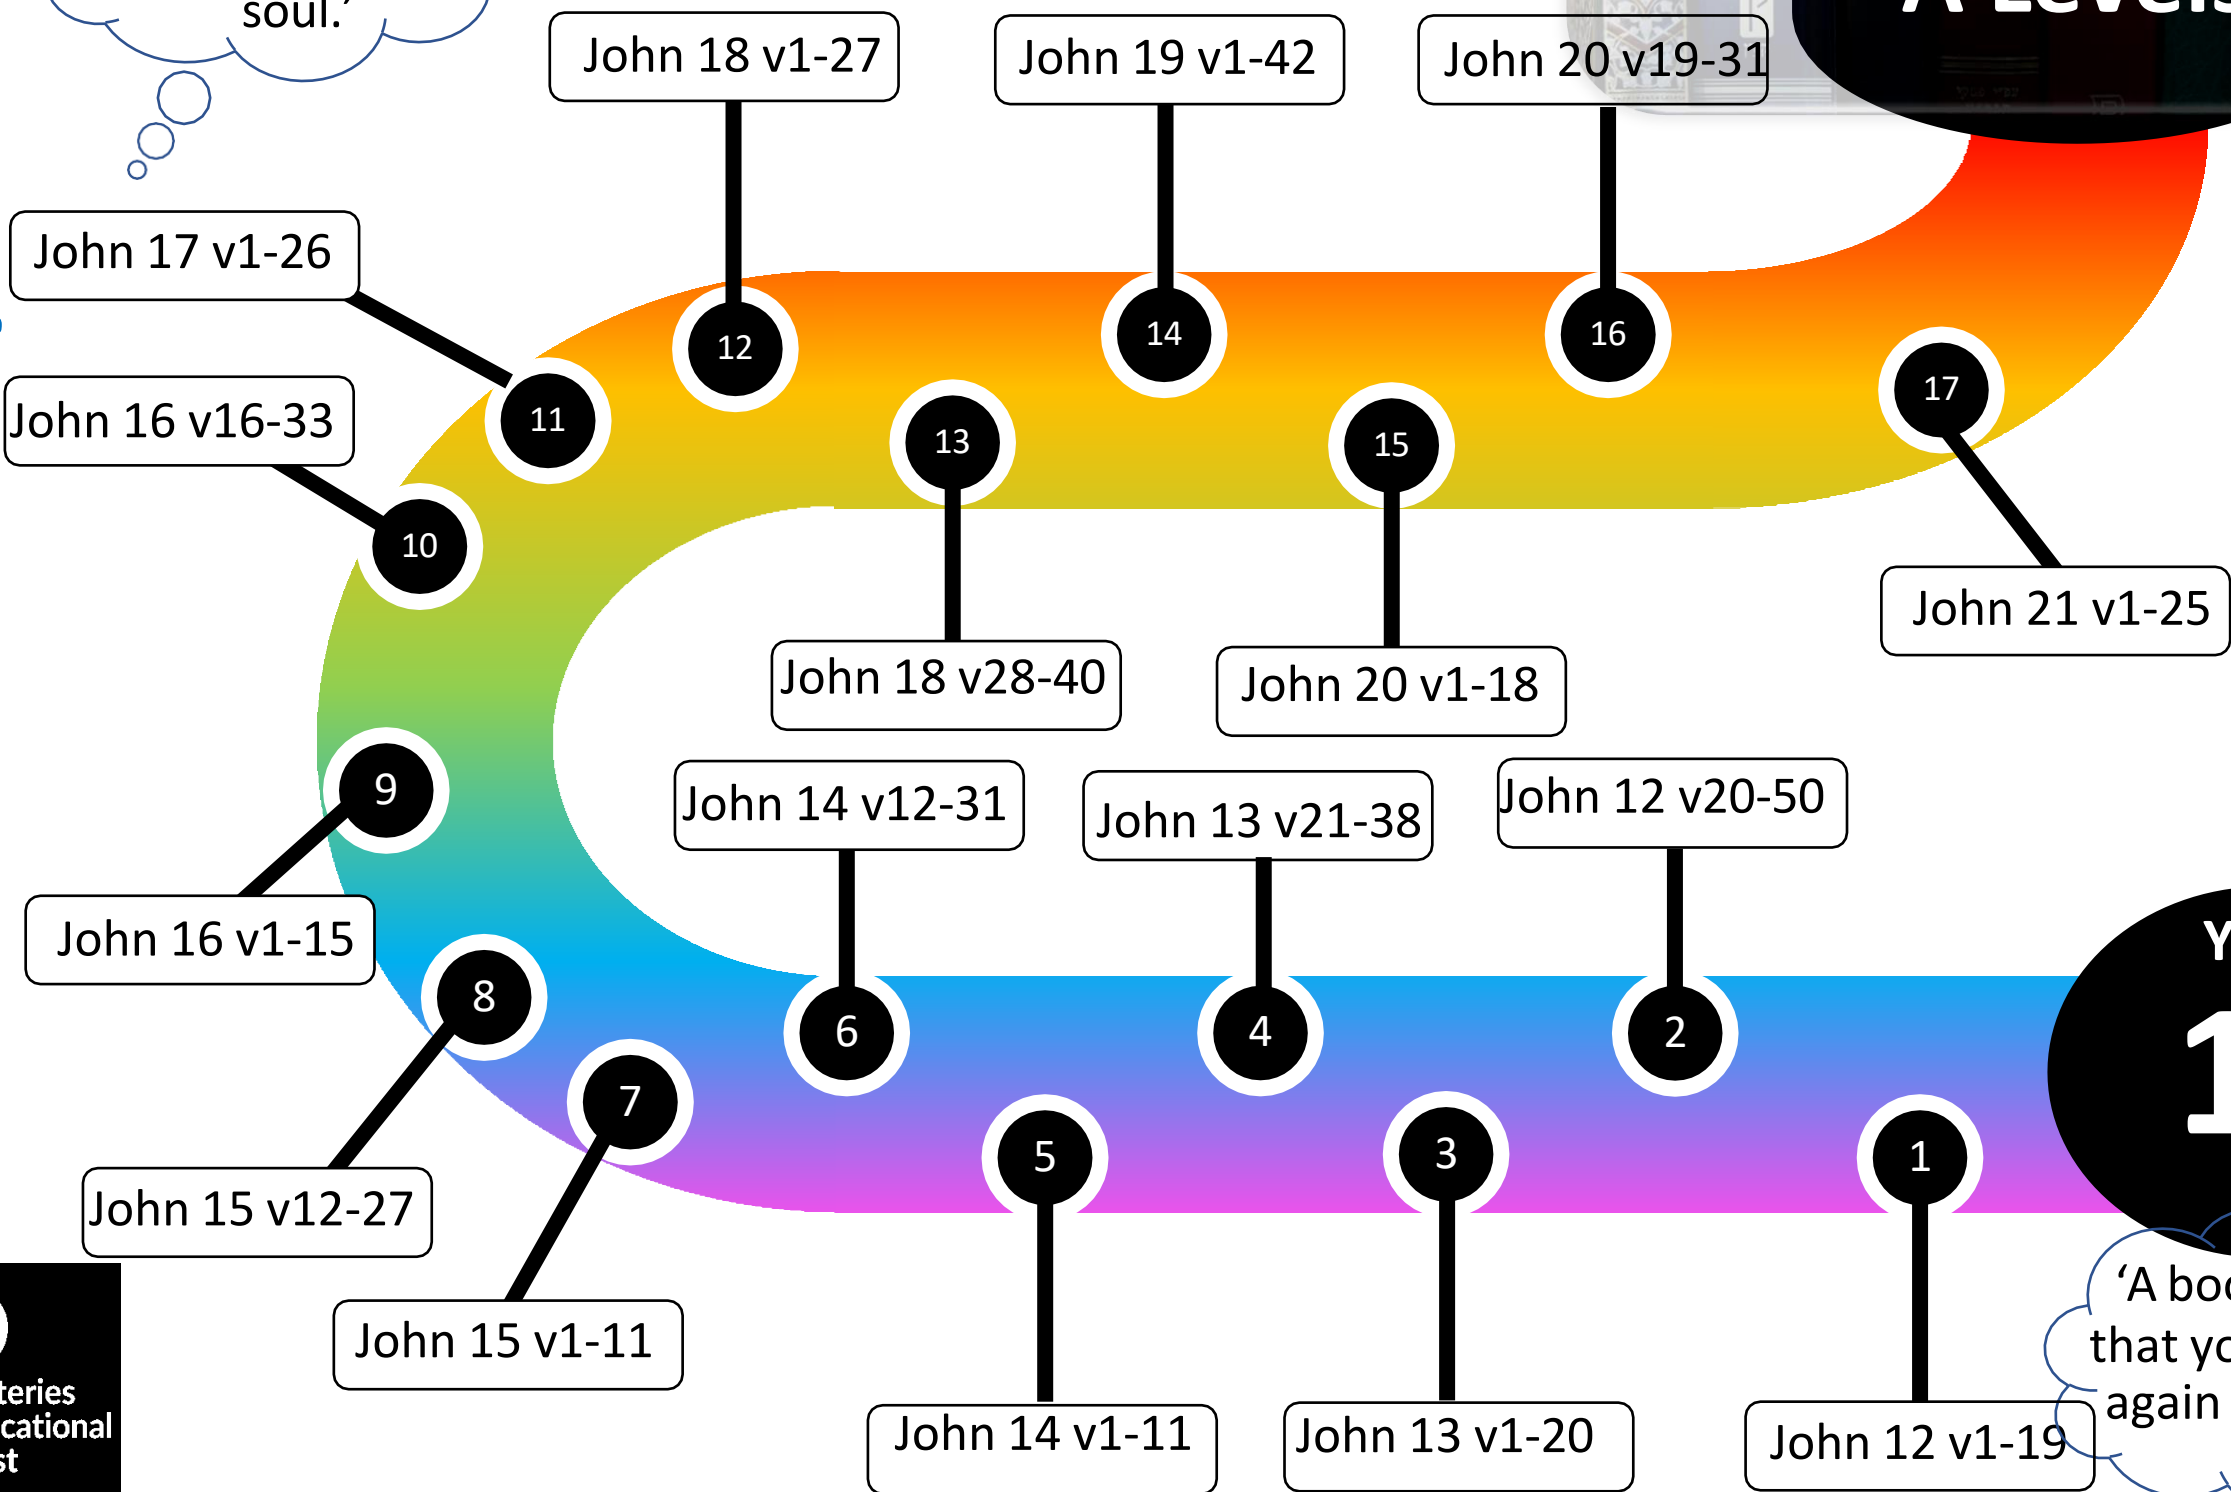 soul.’
A Levels
John 18 v1-27
John 19 v1-42
John 20 v19-31
John 17 v1-26
12
14
16
17
John 16 v16-33
11
13
15
10
John 21 v1-25
John 18 v28-40
John 20 v1-18
9
John 14 v12-31
John 13 v21-38
John 12 v20-50
John 16 v1-15
Y
8
6
4
2
1
7
5
3
1
John 15 v12-27
‘A boo
John 15 v1-11
that yo
teries
again
cational
st
John 14 v1-11
John 13 v1-20
John 12 v1-19